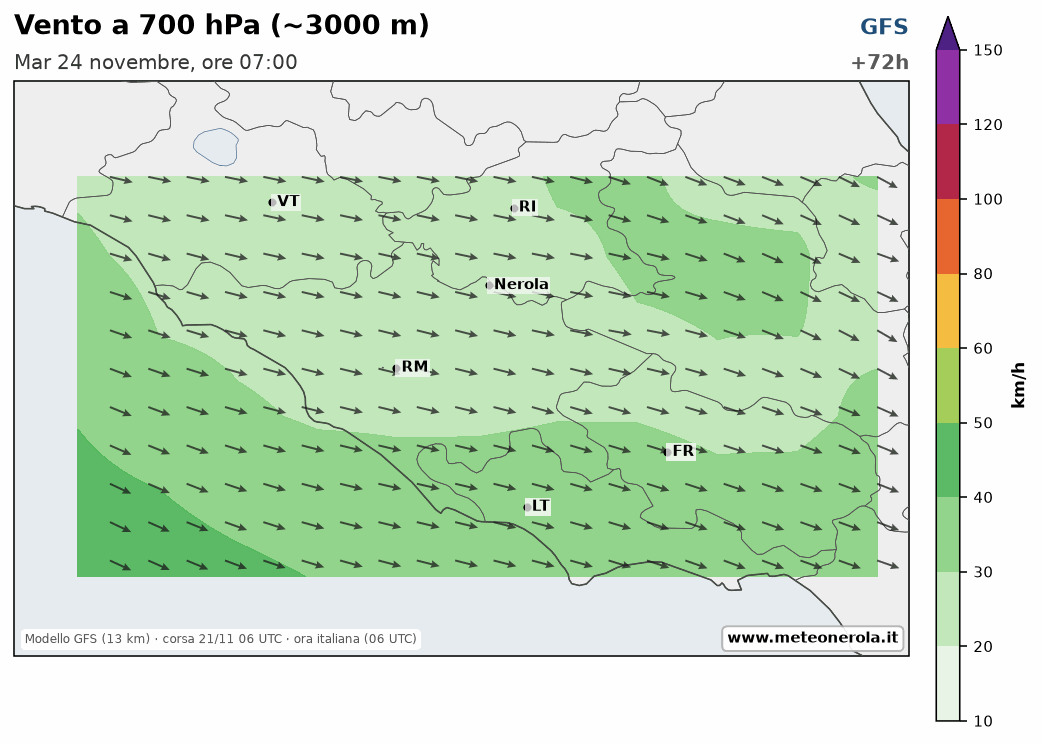 Vento a 700 hPa (~3000 m)
GFS
Mar 24 novembre, ore 07:00
+72h
VT
RI
Nerola
RM
FR
LT
Modello GFS (13 km) · corsa 21/11 06 UTC · ora italiana (06 UTC)
www.meteonerola.it
150
120
100
80
60
50
40
30
20
10
km/h